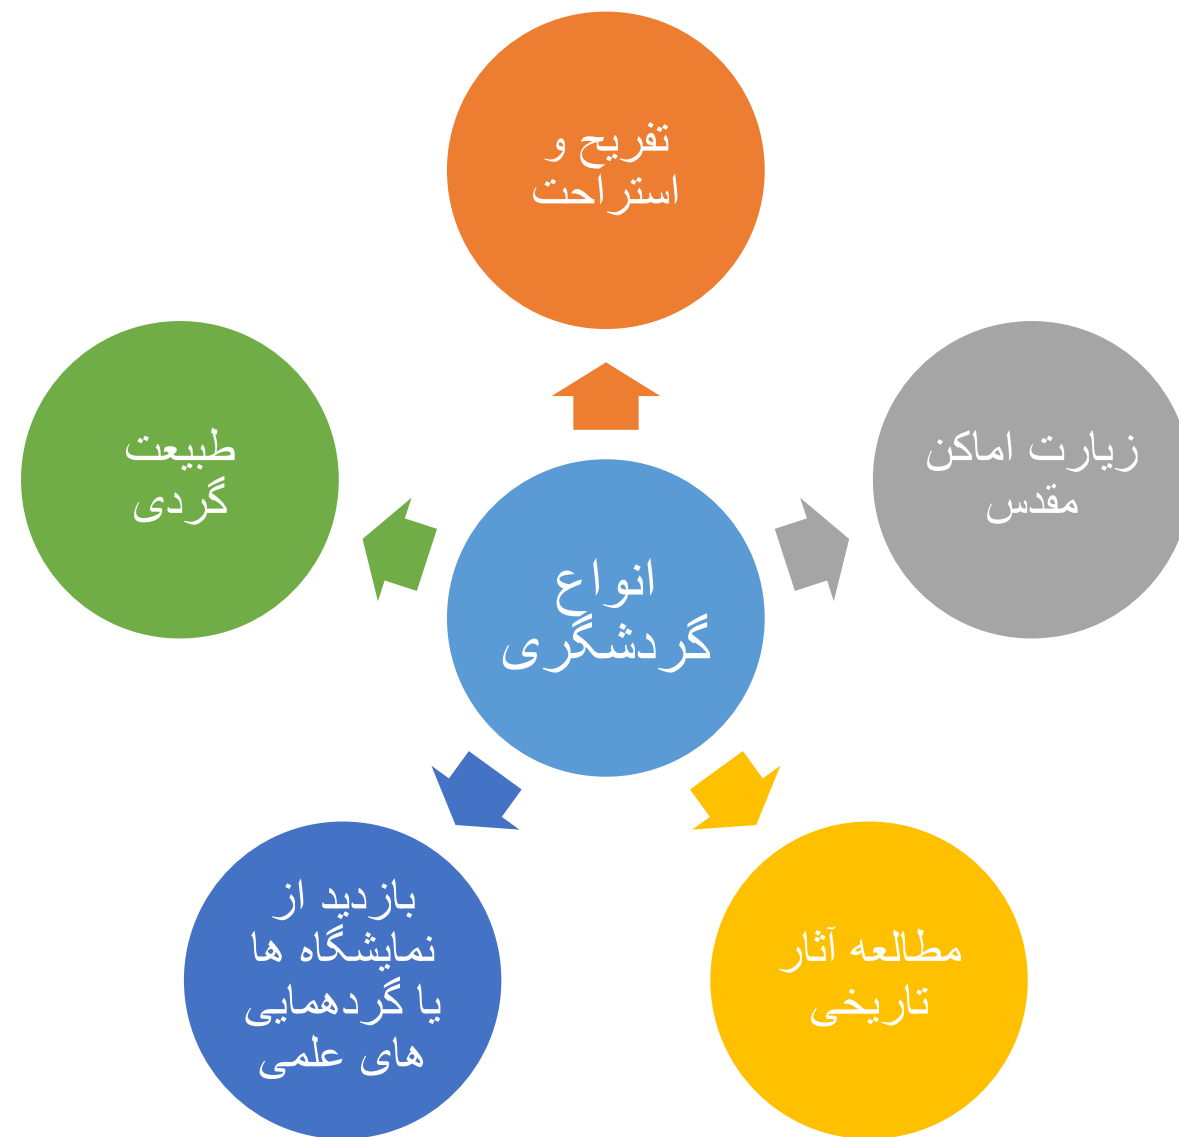 تفریح و
استراحت
زیارت اماکن
مقدس
طبیعت
گردی
انواع
گردشگری
مطالعه آثار
تاریخی
بازدید از
نمایشگاه ها
یا گردهمایی
های علمی